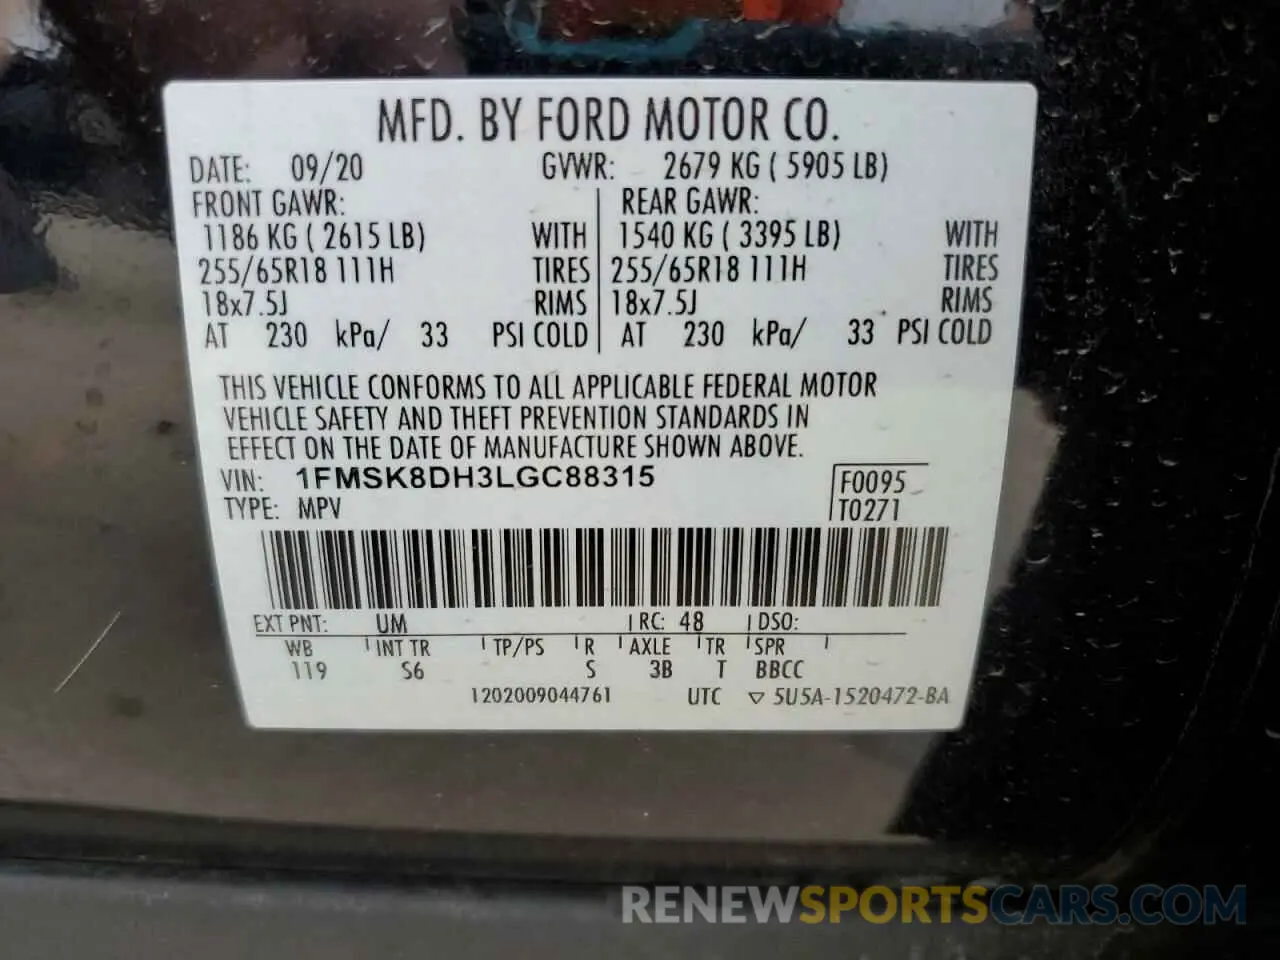 MFD. BY FORD MOTOR CO.
DATE: 09/20 GVWR: 2679 KG ( 5905 LB)
FRONT GAWR: REAR GAWR:
1186 KG ( 2615 LB) WITH 1540 KG ( 3395 LB) WITH
255/65R18 111H TIRES 255/65R18 111H TIRES
18x7.5J RIMS 18x7.5J RIMS
AT 230 kPa/ 33 PSI COLD AT 230 kPa/ 33 PSI COLD
THIS VEHICLE CONFORMS TO ALL APPLICABLE FEDERAL MOTOR
VEHICLE SAFETY AND THEFT PREVENTION STANDARDS IN
EFFECT ON THE DATE OF MANUFACTURE SHOWN ABOVE.
VIN: 1FMSK8DH3LGC88315 F0095
TYPE: MPV T0271
EXT PNT: UM RC: 48 DSO:
WB INT TR TP/PS R AXLE TR SPR
119 S6 S 3B T BBCC
1202009044761 UTC ▽ 5U5A-1520472-BA
RENEWSPORTSCARS.COM